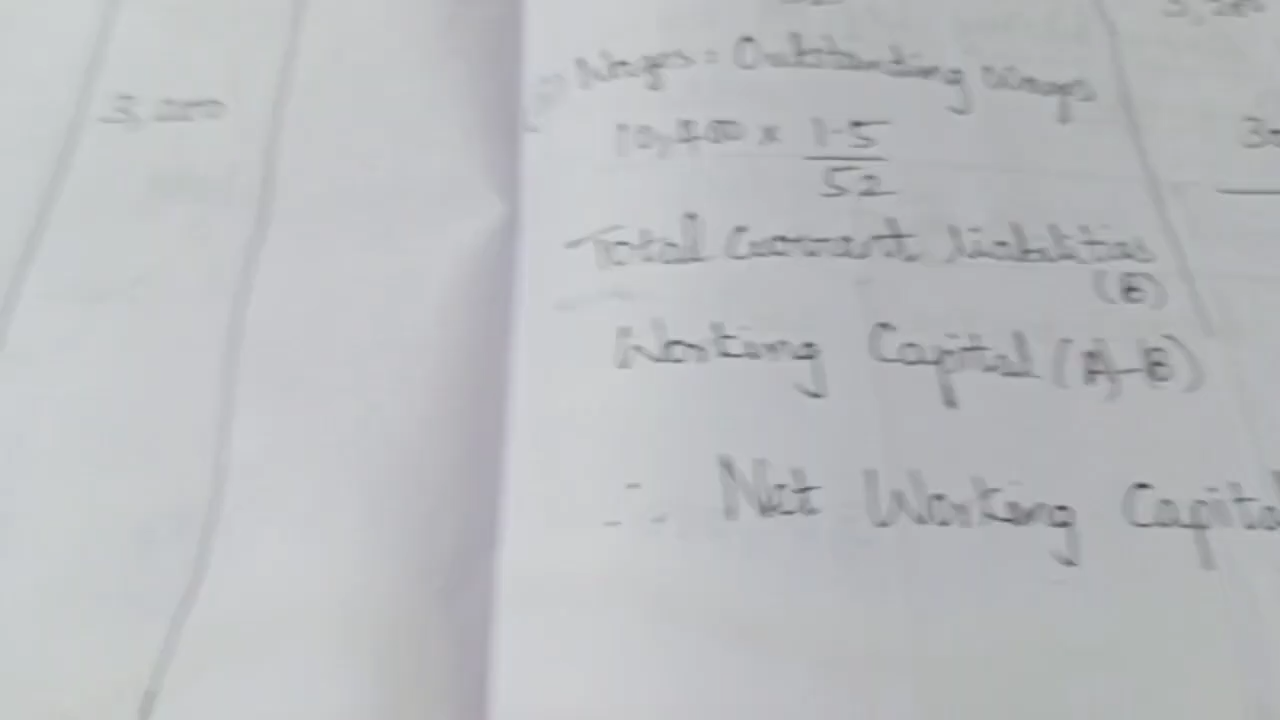 Wages = Outstanding Wages
10,400 × 1.5
52
Total Current liabilities
(B)
Working Capital (A-B)
∴ Net Working Capital